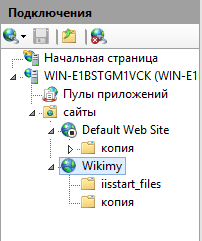 Подключения
Начальная страница
WIN-E1BSTGM1VCK (WIN-E1
Пулы приложений
сайты
Default Web Site
копия
Wikimy
iisstart_files
копия